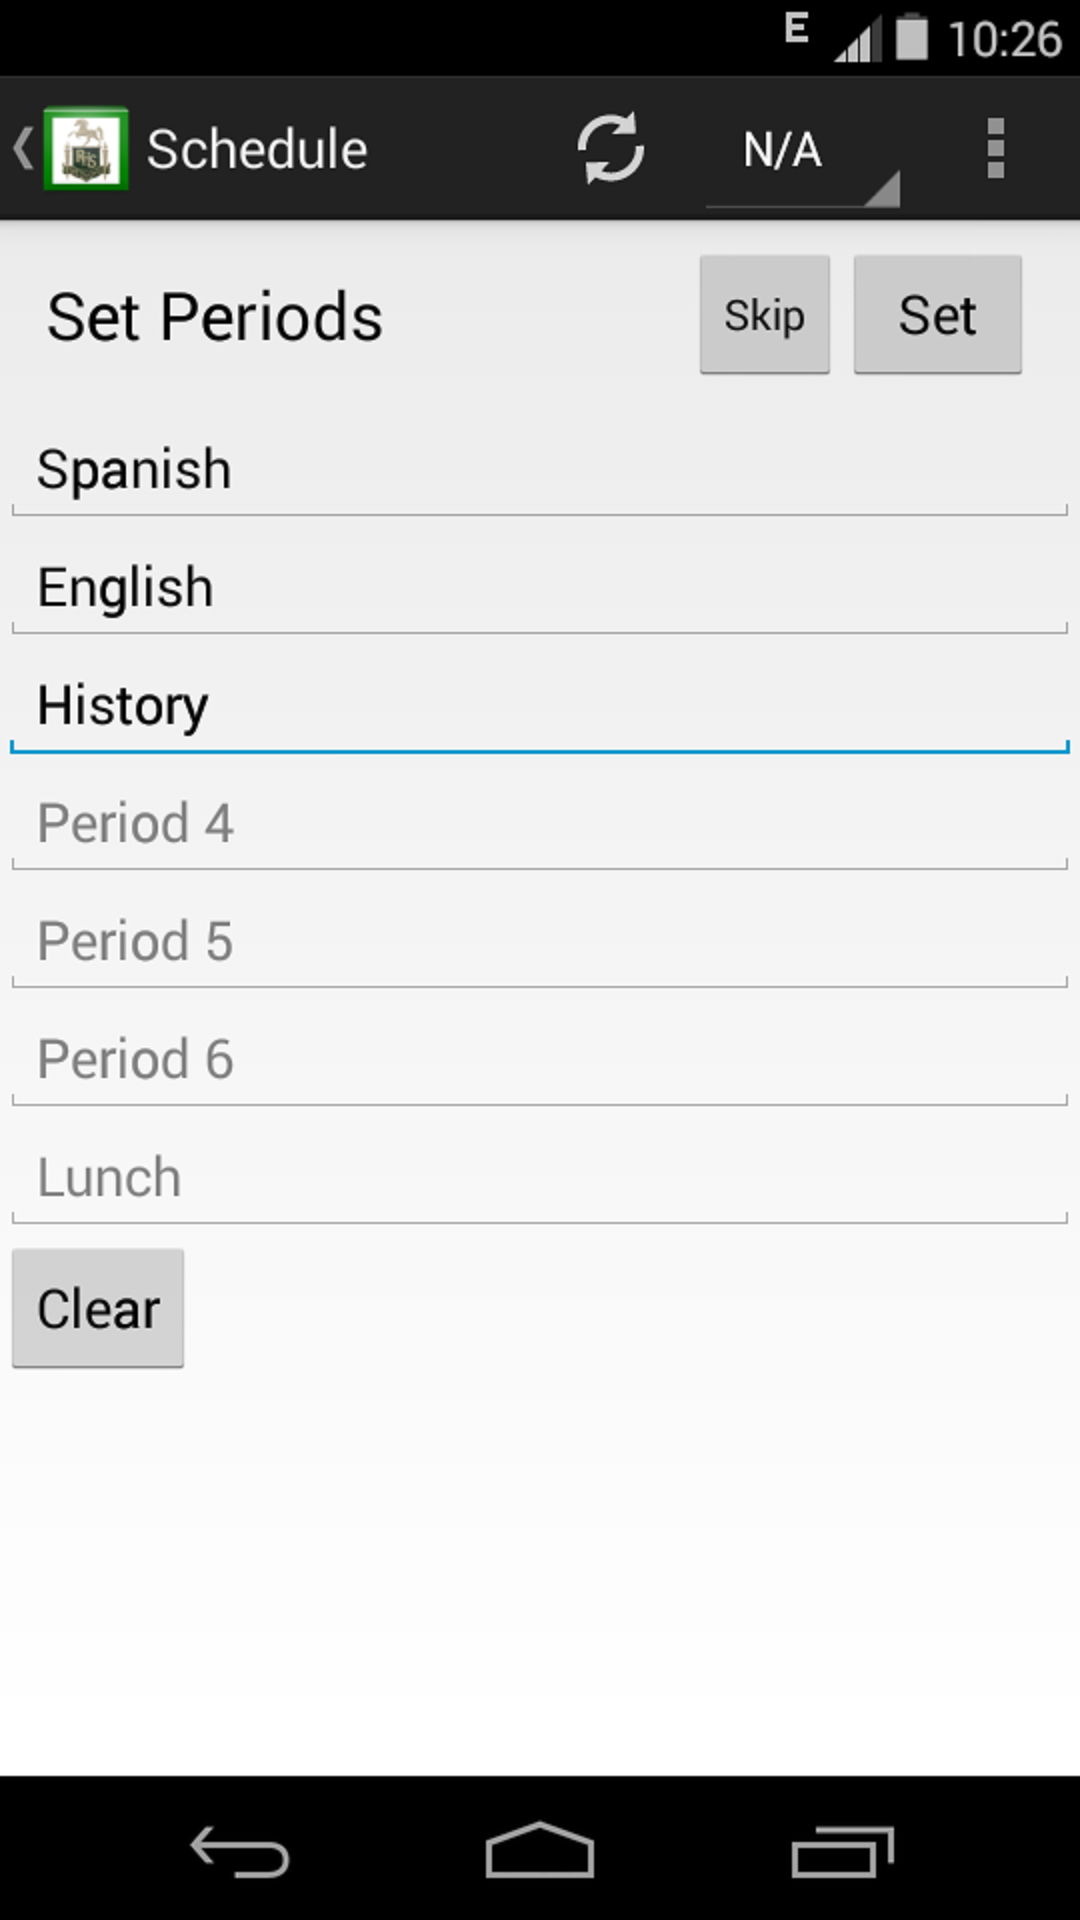 E 10:26
Schedule N/A
Set Periods Skip Set
Spanish
English
History
Period 4
Period 5
Period 6
Lunch
Clear